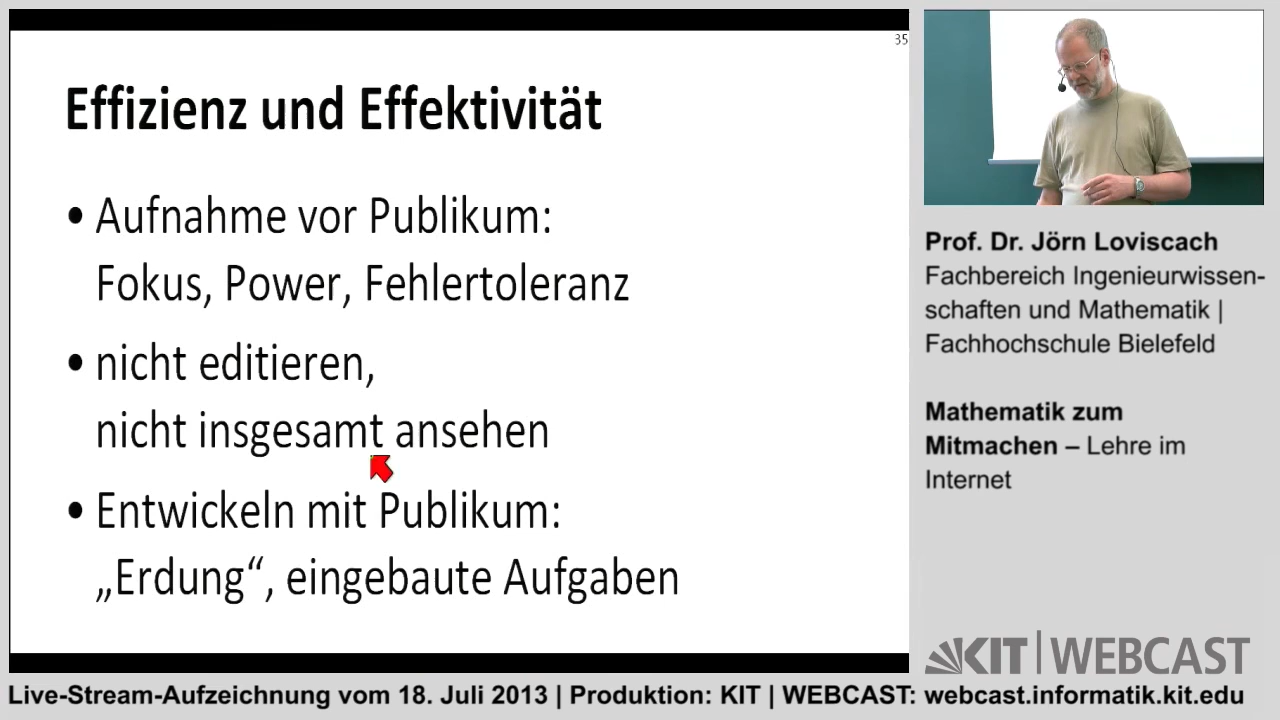 35
Effizienz und Effektivität
• Aufnahme vor Publikum:
Fokus, Power, Fehlertoleranz
• nicht editieren,
nicht insgesamt ansehen
• Entwickeln mit Publikum:
„Erdung“, eingebaute Aufgaben
Prof. Dr. Jörn Loviscach
Fachbereich Ingenieurwissen-
schaften und Mathematik |
Fachhochschule Bielefeld
Mathematik zum
Mitmachen – Lehre im
Internet
KIT | WEBCAST
Live-Stream-Aufzeichnung vom 18. Juli 2013 | Produktion: KIT | WEBCAST: webcast.informatik.kit.edu